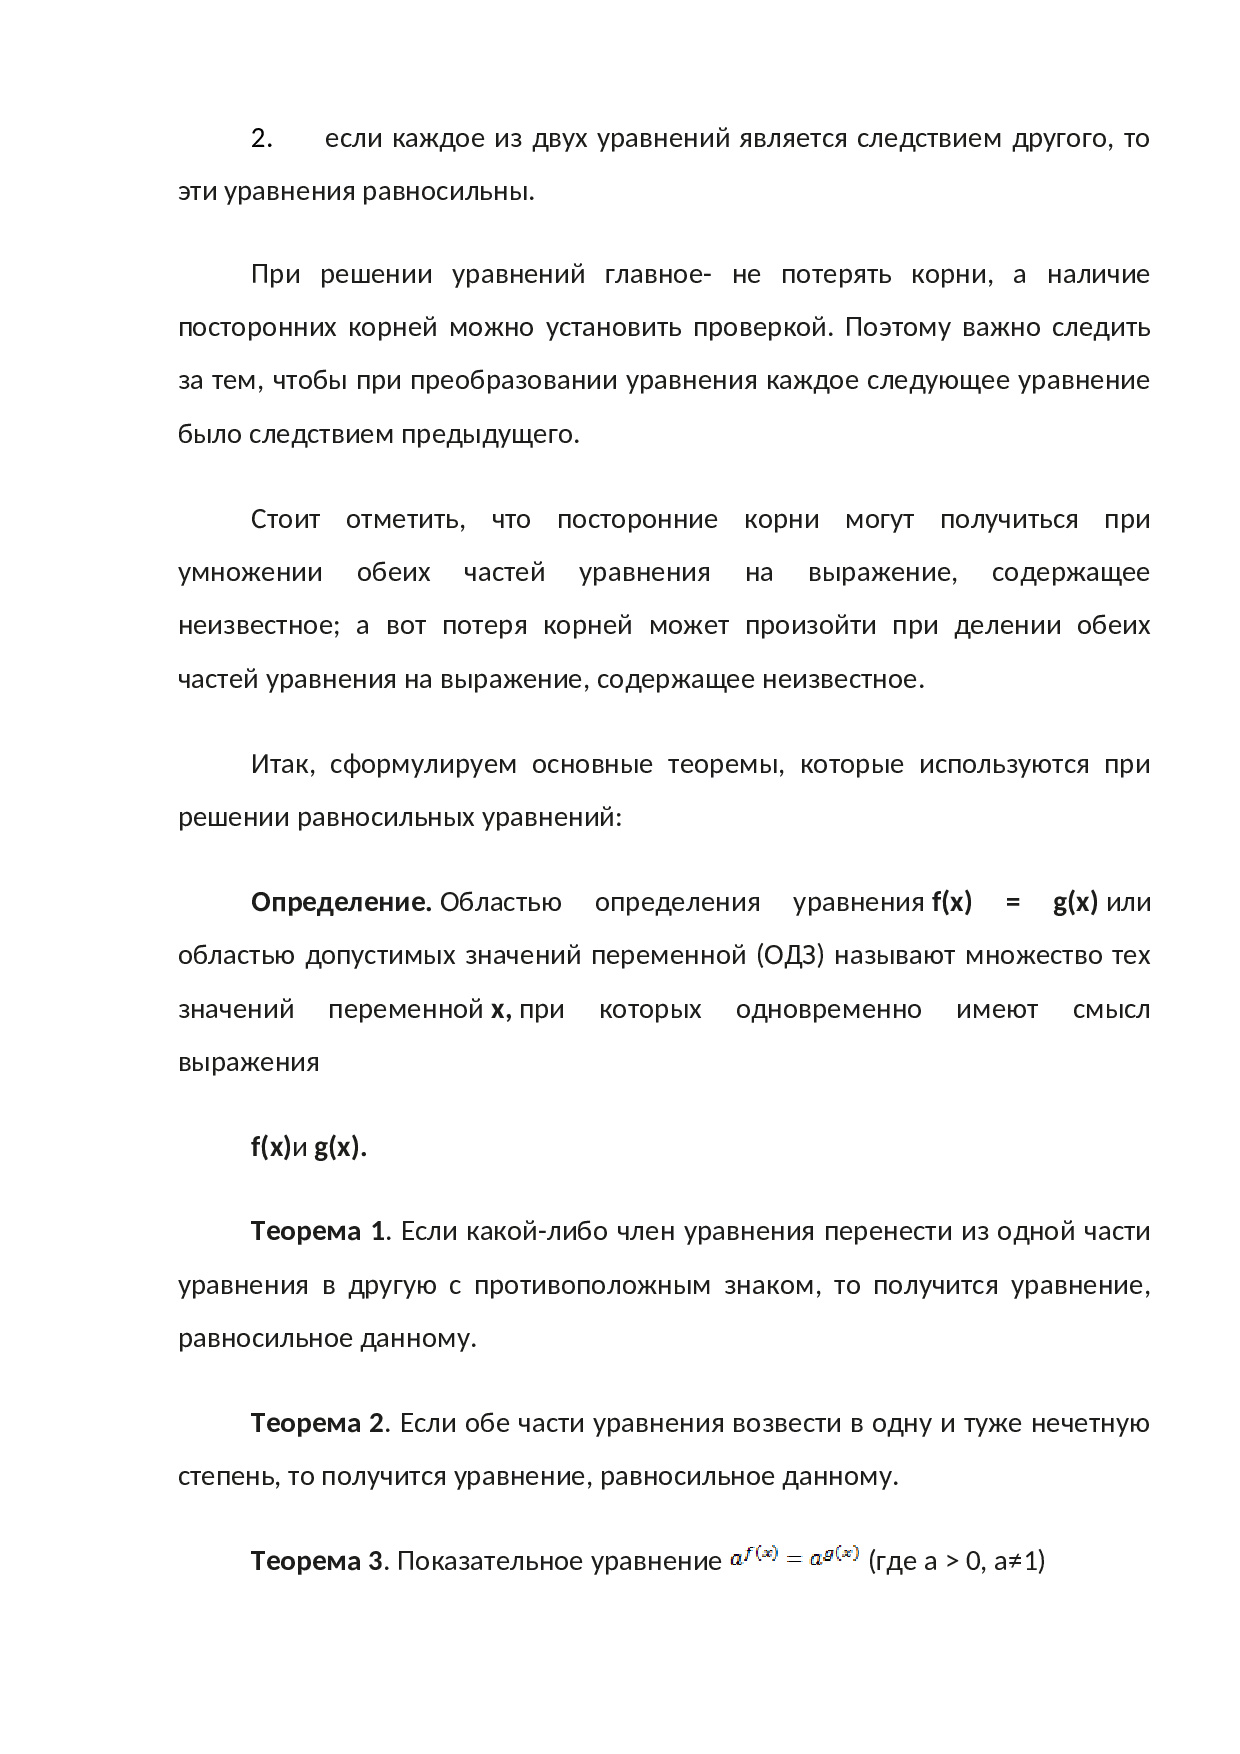 2. если каждое из двух уравнений является следствием другого, то
эти уравнения равносильны.
При решении уравнений главное- не потерять корни, а наличие
посторонних корней можно установить проверкой. Поэтому важно следить
за тем, чтобы при преобразовании уравнения каждое следующее уравнение
было следствием предыдущего.
Стоит отметить, что посторонние корни могут получиться при
умножении обеих частей уравнения на выражение, содержащее
неизвестное; а вот потеря корней может произойти при делении обеих
частей уравнения на выражение, содержащее неизвестное.
Итак, сформулируем основные теоремы, которые используются при
решении равносильных уравнений:
Определение. Областью определения уравнения f(x) = g(x) или
областью допустимых значений переменной (ОДЗ) называют множество тех
значений переменной x, при которых одновременно имеют смысл
выражения
f(x)и g(x).
Теорема 1. Если какой-либо член уравнения перенести из одной части
уравнения в другую с противоположным знаком, то получится уравнение,
равносильное данному.
Теорема 2. Если обе части уравнения возвести в одну и туже нечетную
степень, то получится уравнение, равносильное данному.
Теорема 3. Показательное уравнение a^{f(x)} = a^{g(x)} (где a > 0, a≠1)